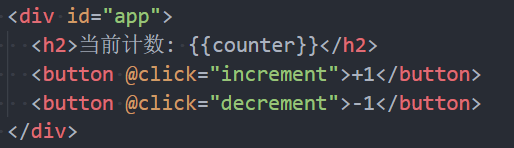 <div id="app">
<h2>当前计数: {{counter}}</h2>
<button @click="increment">+1</button>
<button @click="decrement">-1</button>
</div>